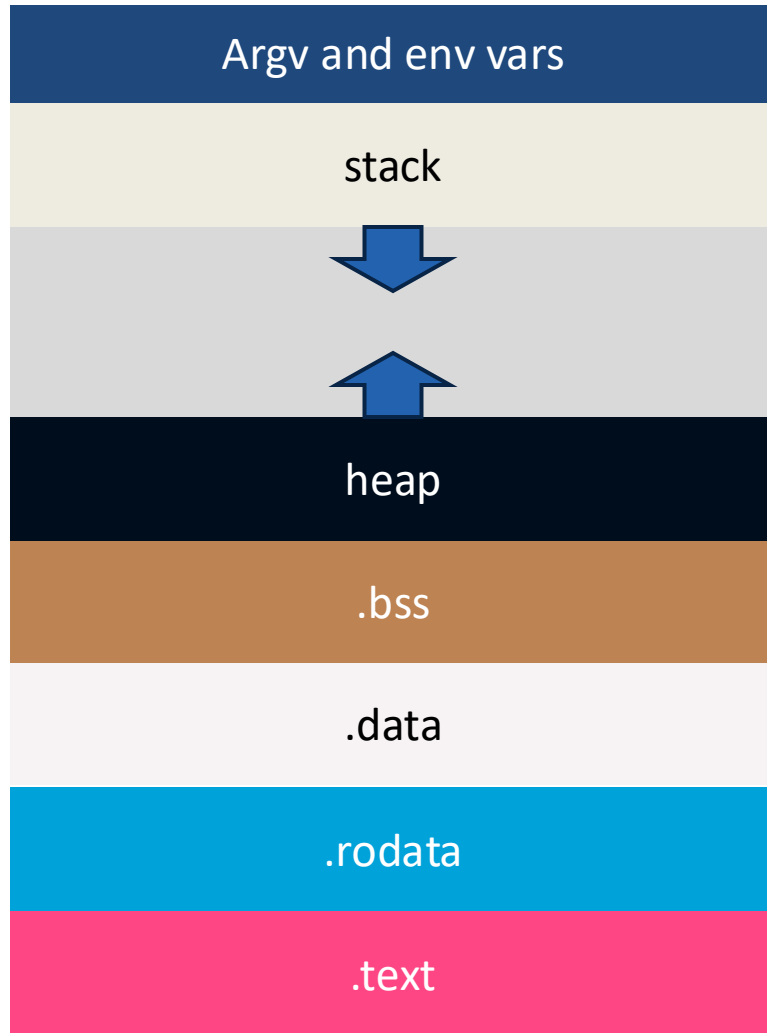 Argv and env vars
stack
heap
.bss
.data
.rodata
.text